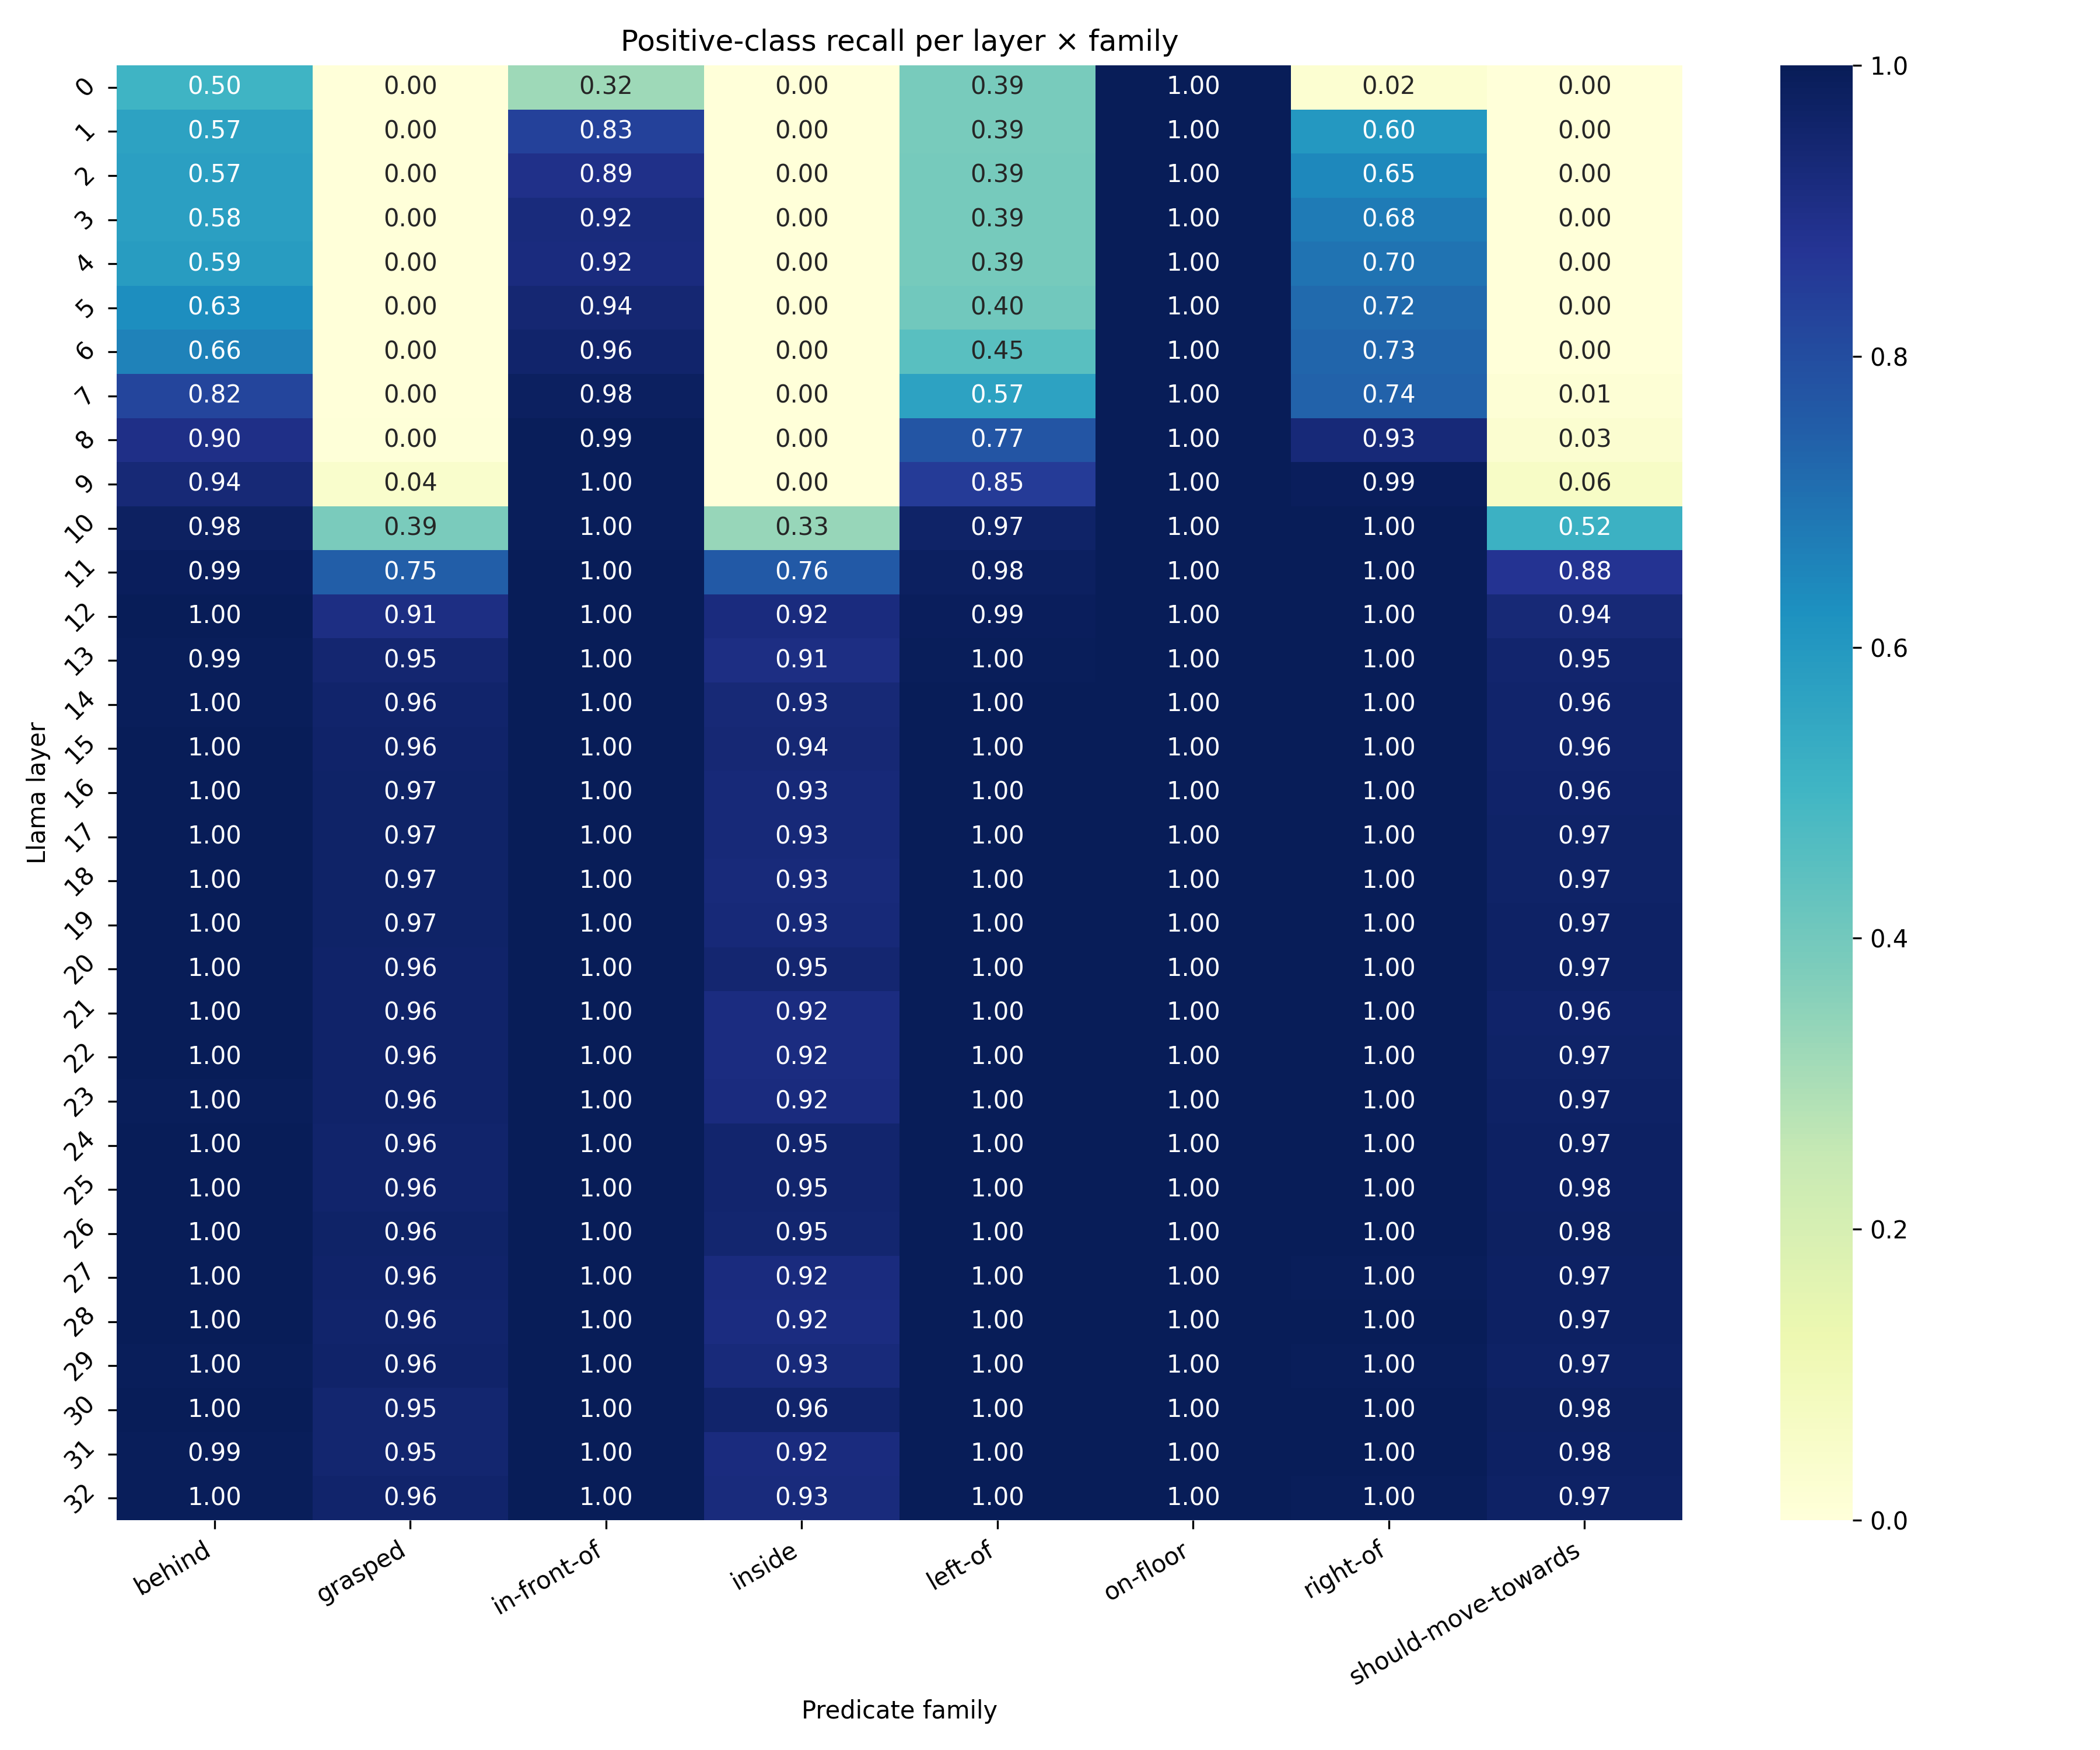 Positive-class recall per layer × family
0 0.50 0.00 0.32 0.00 0.39 1.00 0.02 0.00
1 0.57 0.00 0.83 0.00 0.39 1.00 0.60 0.00
2 0.57 0.00 0.89 0.00 0.39 1.00 0.65 0.00
3 0.58 0.00 0.92 0.00 0.39 1.00 0.68 0.00
4 0.59 0.00 0.92 0.00 0.39 1.00 0.70 0.00
5 0.63 0.00 0.94 0.00 0.40 1.00 0.72 0.00
6 0.66 0.00 0.96 0.00 0.45 1.00 0.73 0.00
7 0.82 0.00 0.98 0.00 0.57 1.00 0.74 0.01
8 0.90 0.00 0.99 0.00 0.77 1.00 0.93 0.03
9 0.94 0.04 1.00 0.00 0.85 1.00 0.99 0.06
10 0.98 0.39 1.00 0.33 0.97 1.00 1.00 0.52
11 0.99 0.75 1.00 0.76 0.98 1.00 1.00 0.88
12 1.00 0.91 1.00 0.92 0.99 1.00 1.00 0.94
13 0.99 0.95 1.00 0.91 1.00 1.00 1.00 0.95
14 1.00 0.96 1.00 0.93 1.00 1.00 1.00 0.96
15 1.00 0.96 1.00 0.94 1.00 1.00 1.00 0.96
16 1.00 0.97 1.00 0.93 1.00 1.00 1.00 0.96
17 1.00 0.97 1.00 0.93 1.00 1.00 1.00 0.97
18 1.00 0.97 1.00 0.93 1.00 1.00 1.00 0.97
19 1.00 0.97 1.00 0.93 1.00 1.00 1.00 0.97
20 1.00 0.96 1.00 0.95 1.00 1.00 1.00 0.97
21 1.00 0.96 1.00 0.92 1.00 1.00 1.00 0.96
22 1.00 0.96 1.00 0.92 1.00 1.00 1.00 0.97
23 1.00 0.96 1.00 0.92 1.00 1.00 1.00 0.97
24 1.00 0.96 1.00 0.95 1.00 1.00 1.00 0.97
25 1.00 0.96 1.00 0.95 1.00 1.00 1.00 0.98
26 1.00 0.96 1.00 0.95 1.00 1.00 1.00 0.98
27 1.00 0.96 1.00 0.92 1.00 1.00 1.00 0.97
28 1.00 0.96 1.00 0.92 1.00 1.00 1.00 0.97
29 1.00 0.96 1.00 0.93 1.00 1.00 1.00 0.97
30 1.00 0.95 1.00 0.96 1.00 1.00 1.00 0.98
31 0.99 0.95 1.00 0.92 1.00 1.00 1.00 0.98
32 1.00 0.96 1.00 0.93 1.00 1.00 1.00 0.97
Llama layer
behind grasped in-front-of inside left-of on-floor right-of should-move-towards
Predicate family
1.0
0.8
0.6
0.4
0.2
0.0